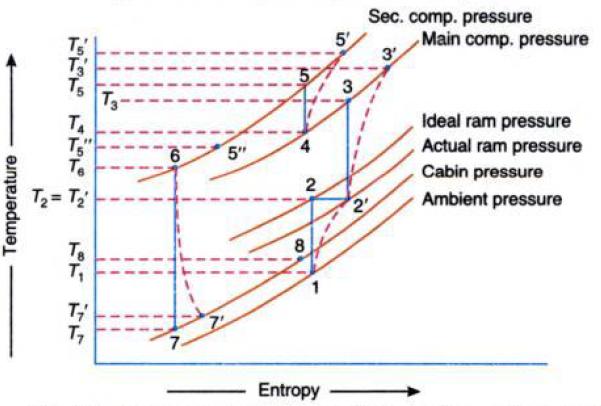 Sec. comp. pressure
Main comp. pressure
Ideal ram pressure
Actual ram pressure
Cabin pressure
Ambient pressure
T5′
T3′
T5
T3
T4
T5″
T6
T2 = T2′
T8
T1
T7′
T7
5′
3′
5
3
4
6
5″
2
2′
8
1
7′
7
Temperature
Entropy